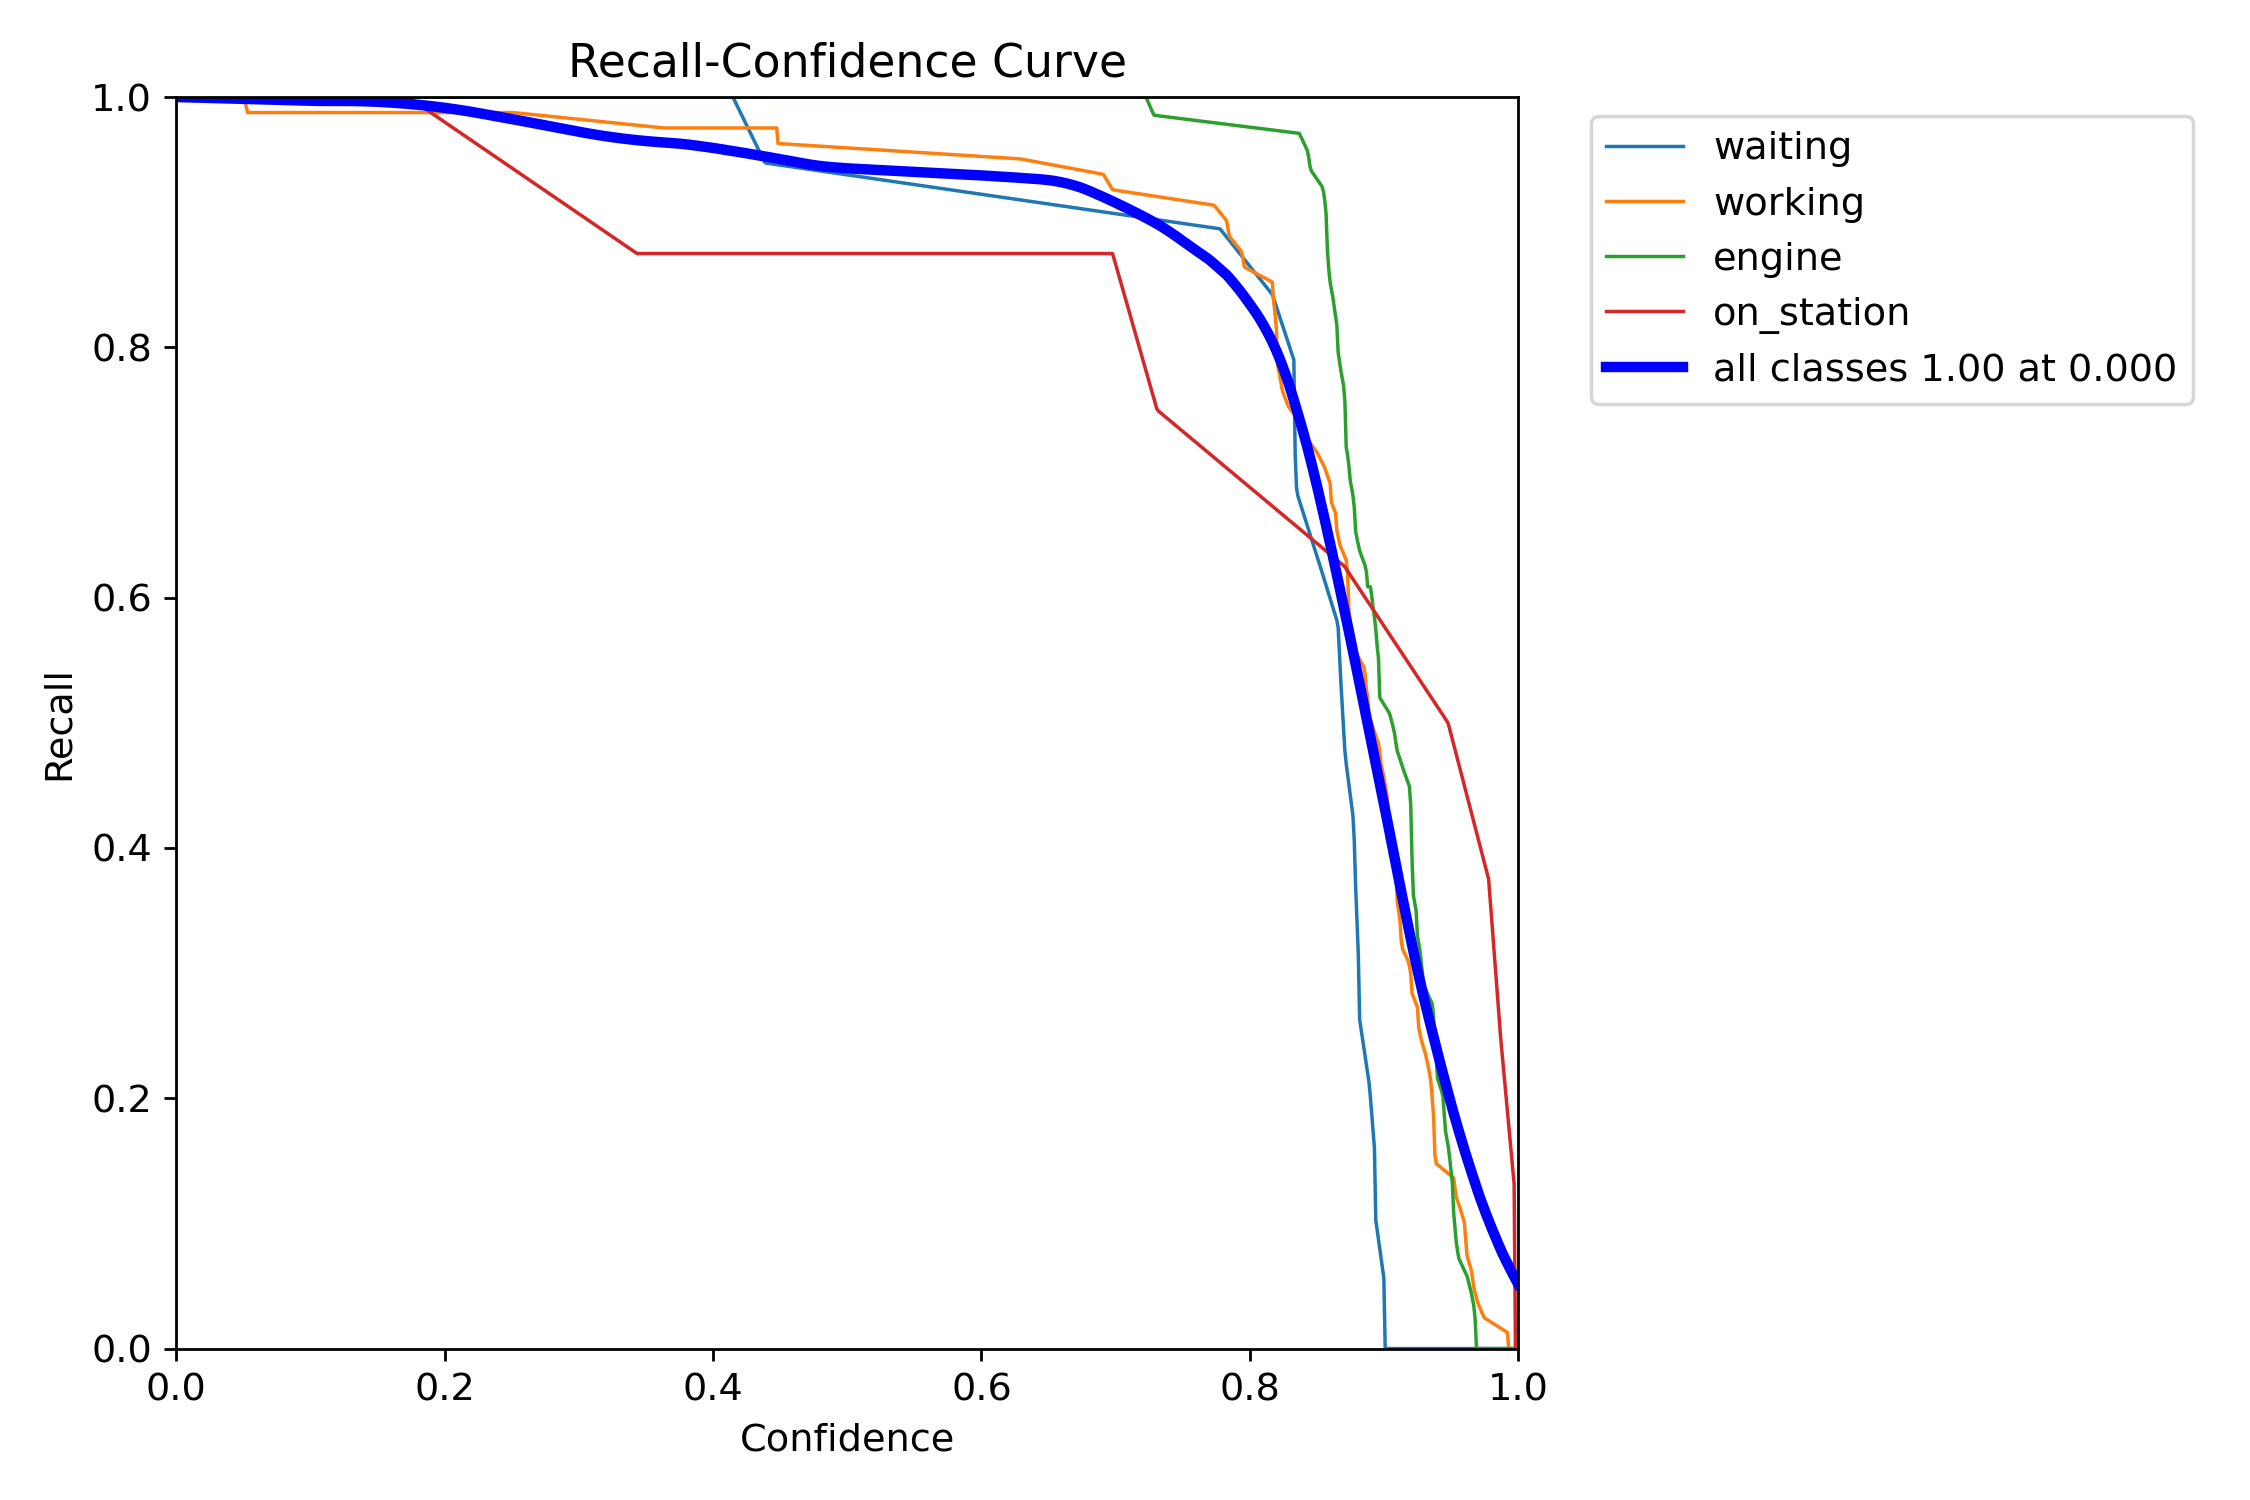 Recall-Confidence Curve
1.0
0.8
0.6
0.4
0.2
0.0
Recall
0.0 0.2 0.4 0.6 0.8 1.0
Confidence
waiting
working
engine
on_station
all classes 1.00 at 0.000